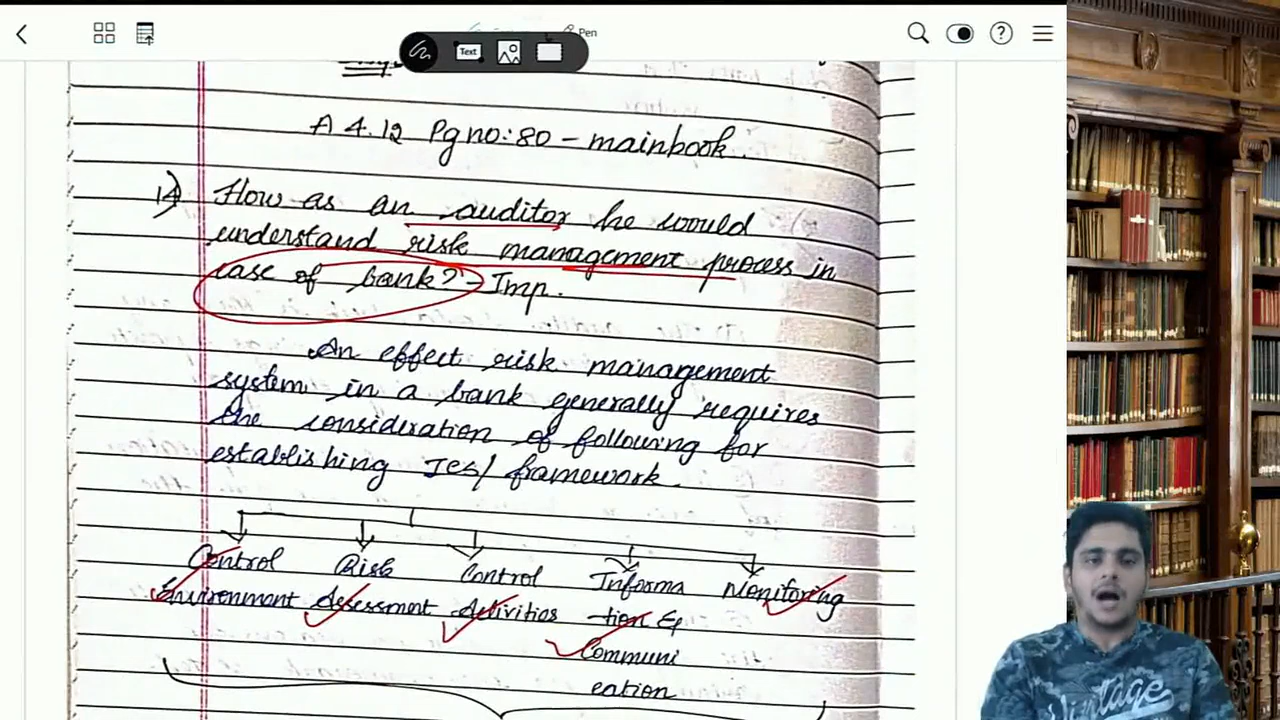 Pen
Text
A 4.12 Pg no: 80 - mainbook.
14) How as an auditor he would
understand risk management process in
case of bank? - Imp.
An effect risk management
system in a bank generally requires
the consideration of following for
establishing ICS/ framework.
Control Risk Control Informa Monitoring
Environment Assessment Activities -tion &
Communi
cation
Vintage